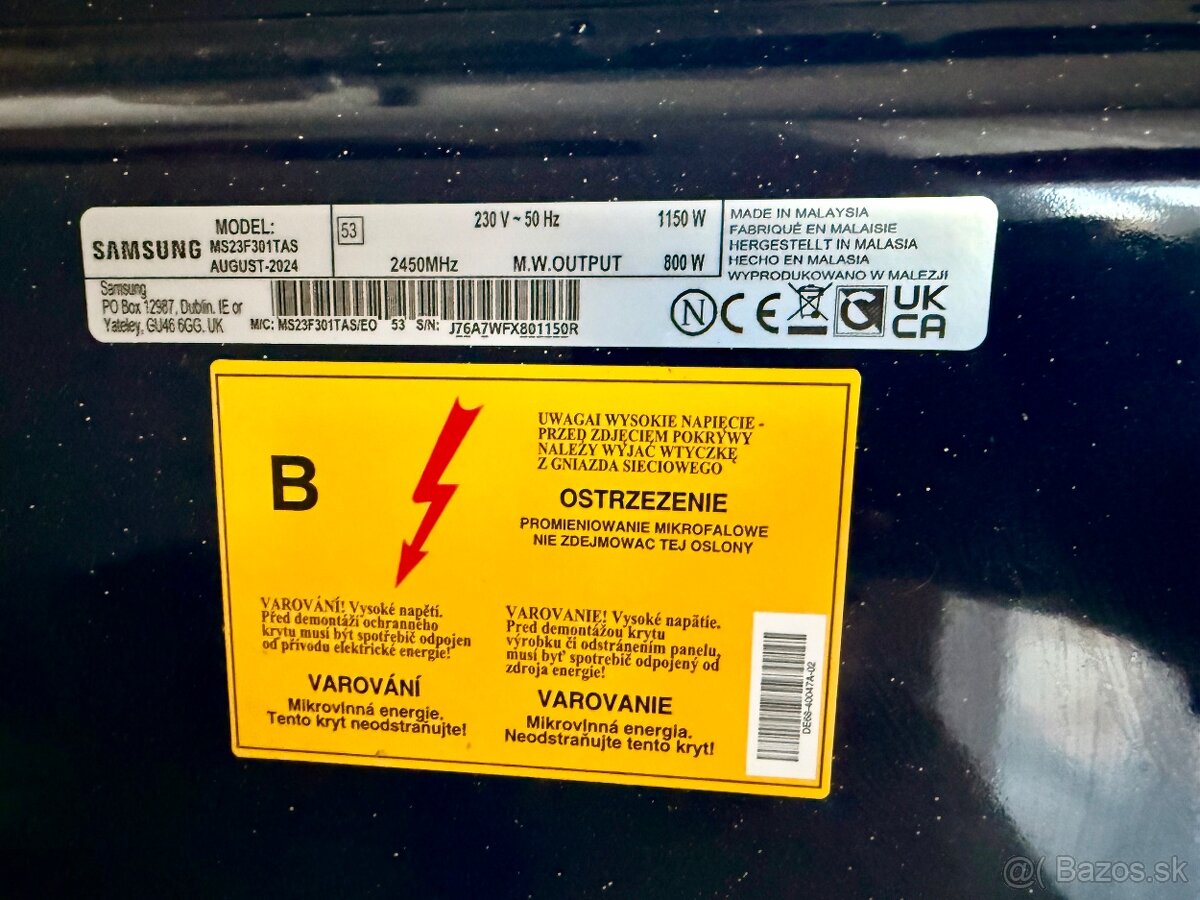 SAMSUNG
MODEL:
MS23F301TAS
AUGUST-2024
53
230 V ~ 50 Hz 1150 W
2450MHz M.W.OUTPUT 800 W
MADE IN MALAYSIA
FABRIQUÉ EN MALAISIE
HERGESTELLT IN MALASIA
HECHO EN MALASIA
WYPRODUKOWANO W MALEZJI
Samsung
PO Box 12987, Dublin. IE or
Yateley, GU46 6GG. UK
M/C: MS23F301TAS/EO 53 S/N: J76A7WFX801150R
N CE UK
CA
B
UWAGAI WYSOKIE NAPIĘCIE -
PRZED ZDJĘCIEM POKRYWY
NALEŻY WYJAĆ WTYCZKĘ
Z GNIAZDA SIECIOWEGO
OSTRZEZENIE
PROMIENIOWANIE MIKROFALOWE
NIE ZDEJMOWAC TEJ OSLONY
VAROVÁNÍ! Vysoké napětí.
Před demontáží ochranného
krytu musí být spotřebič odpojen
od přívodu elektrické energie!
VAROVÁNÍ
Mikrovlnná energie.
Tento kryt neodstraňujte!
VAROVANIE! Vysoké napätie.
Pred demontážou krytu
výrobku čí odstránením panelu,
musí byť spotrebič odpojený od
zdroja energie!
VAROVANIE
Mikrovlnná energia.
Neodstraňujte tento kryt!
DE68-40047A-02
@( Bazos.sk